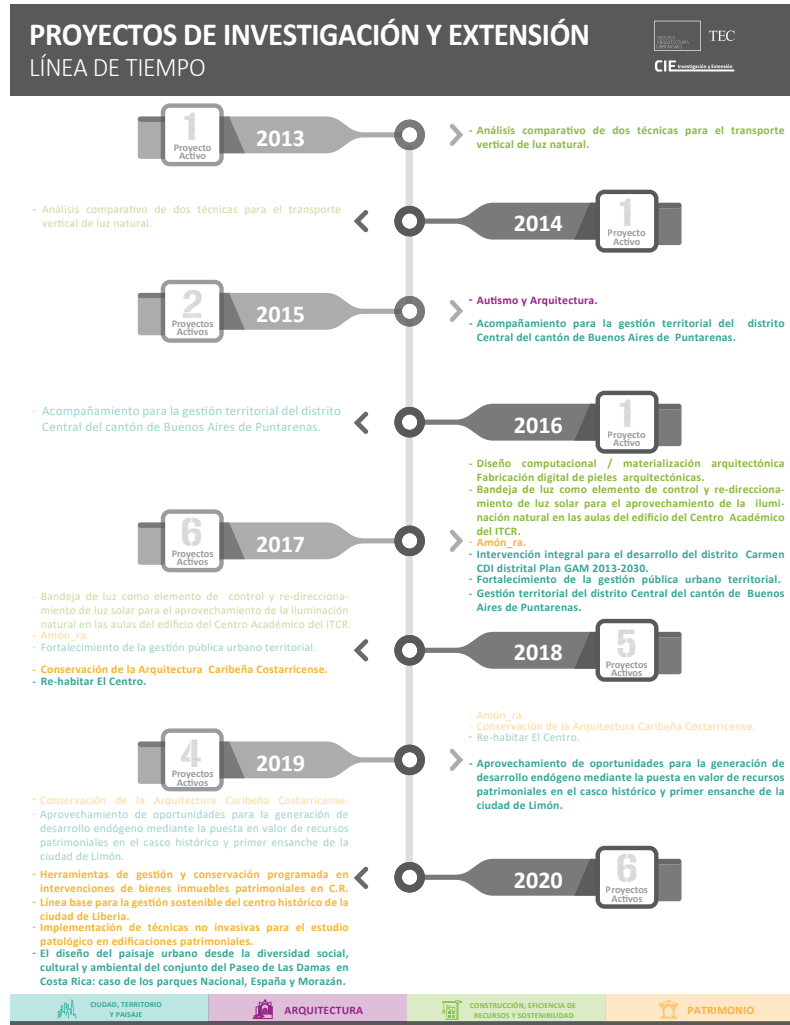 PROYECTOS DE INVESTIGACIÓN Y EXTENSIÓN
LÍNEA DE TIEMPO
ESCUELA
ARQUITECTURA
URBANISMO
TEC
CIE Investigación y Extensión
1
Proyecto
Activo
2013
- Análisis comparativo de dos técnicas para el transporte
vertical de luz natural.
- Análisis comparativo de dos técnicas para el transporte
vertical de luz natural.
2014
1
Proyecto
Activo
2
Proyectos
Activos
2015
- Autismo y Arquitectura.
- Acompañamiento para la gestión territorial del distrito
Central del cantón de Buenos Aires de Puntarenas.
- Acompañamiento para la gestión territorial del distrito
Central del cantón de Buenos Aires de Puntarenas.
2016
1
Proyecto
Activo
6
Proyectos
Activos
2017
- Diseño computacional / materialización arquitectónica
Fabricación digital de pieles arquitectónicas.
- Bandeja de luz como elemento de control y re-direcciona-
miento de luz solar para el aprovechamiento de la ilumi-
nación natural en las aulas del edificio del Centro Académico
del ITCR.
- Amón_ra.
- Intervención integral para el desarrollo del distrito Carmen
CDI distrital Plan GAM 2013-2030.
- Fortalecimiento de la gestión pública urbano territorial.
- Gestión territorial del distrito Central del cantón de Buenos
Aires de Puntarenas.
- Bandeja de luz como elemento de control y re-direcciona-
miento de luz solar para el aprovechamiento de la iluminación
natural en las aulas del edificio del Centro Académico del ITCR.
- Amón_ra.
- Fortalecimiento de la gestión pública urbano territorial.
- Conservación de la Arquitectura Caribeña Costarricense.
- Re-habitar El Centro.
2018
5
Proyectos
Activos
4
Proyectos
Activos
2019
- Amón_ra.
- Conservación de la Arquitectura Caribeña Costarricense.
- Re-habitar El Centro.
- Aprovechamiento de oportunidades para la generación de
desarrollo endógeno mediante la puesta en valor de recursos
patrimoniales en el casco histórico y primer ensanche de la
ciudad de Limón.
- Conservación de la Arquitectura Caribeña Costarricense.
- Aprovechamiento de oportunidades para la generación de
desarrollo endógeno mediante la puesta en valor de recursos
patrimoniales en el casco histórico y primer ensanche de la
ciudad de Limón.
- Herramientas de gestión y conservación programada en
intervenciones de bienes inmuebles patrimoniales en C.R.
- Línea base para la gestión sostenible del centro histórico de la
ciudad de Liberia.
- Implementación de técnicas no invasivas para el estudio
patológico en edificaciones patrimoniales.
- El diseño del paisaje urbano desde la diversidad social,
cultural y ambiental del conjunto del Paseo de Las Damas en
Costa Rica: caso de los parques Nacional, España y Morazán.
2020
6
Proyectos
Activos
CIUDAD, TERRITORIO
Y PAISAJE
ARQUITECTURA
CONSTRUCCIÓN, EFICIENCIA DE
RECURSOS Y SOSTENIBILIDAD
PATRIMONIO